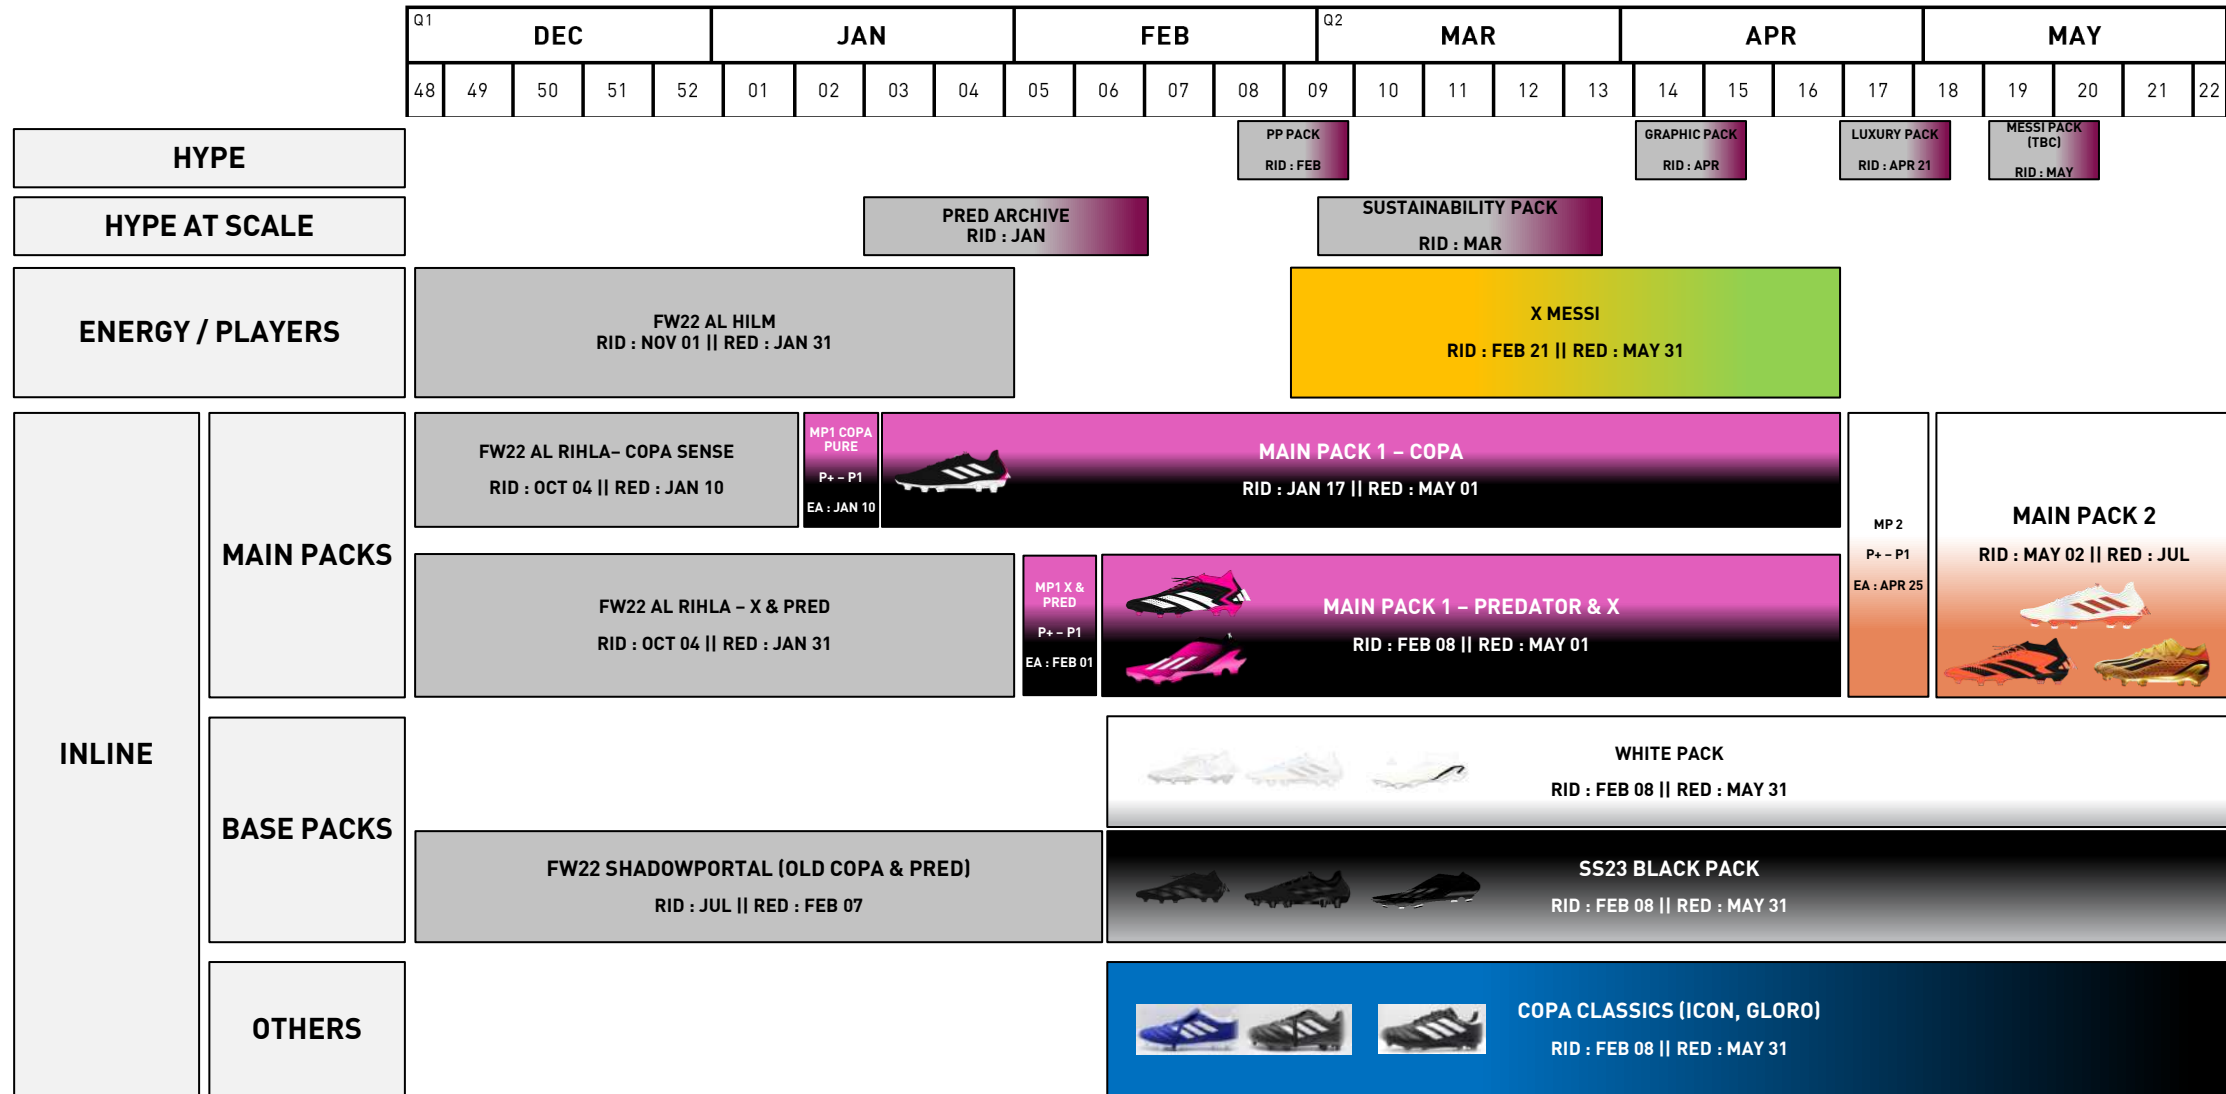 Q1
DEC
JAN
FEB
Q2
MAR
APR
MAY
48 49 50 51 52 01 02 03 04 05 06 07 08 09 10 11 12 13 14 15 16 17 18 19 20 21 22
HYPE
PP PACK
RID : FEB
GRAPHIC PACK
RID : APR
LUXURY PACK
RID : APR 21
MESSI PACK
(TBC)
RID : MAY
HYPE AT SCALE
PRED ARCHIVE
RID : JAN
SUSTAINABILITY PACK
RID : MAR
ENERGY / PLAYERS
FW22 AL HILM
RID : NOV 01 || RED : JAN 31
X MESSI
RID : FEB 21 || RED : MAY 31
INLINE
MAIN PACKS
FW22 AL RIHLA– COPA SENSE
RID : OCT 04 || RED : JAN 10
MP1 COPA
PURE
P+ – P1
EA : JAN 10
MAIN PACK 1 – COPA
RID : JAN 17 || RED : MAY 01
FW22 AL RIHLA – X & PRED
RID : OCT 04 || RED : JAN 31
MP1 X &
PRED
P+ – P1
EA : FEB 01
MAIN PACK 1 – PREDATOR & X
RID : FEB 08 || RED : MAY 01
MP 2
P+ – P1
EA : APR 25
MAIN PACK 2
RID : MAY 02 || RED : JUL
BASE PACKS
WHITE PACK
RID : FEB 08 || RED : MAY 31
FW22 SHADOWPORTAL (OLD COPA & PRED)
RID : JUL || RED : FEB 07
SS23 BLACK PACK
RID : FEB 08 || RED : MAY 31
OTHERS
COPA CLASSICS (ICON, GLORO)
RID : FEB 08 || RED : MAY 31